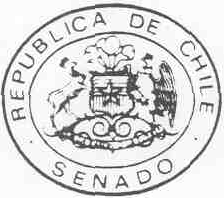 REPUBLICA DE CHILE
SENADO